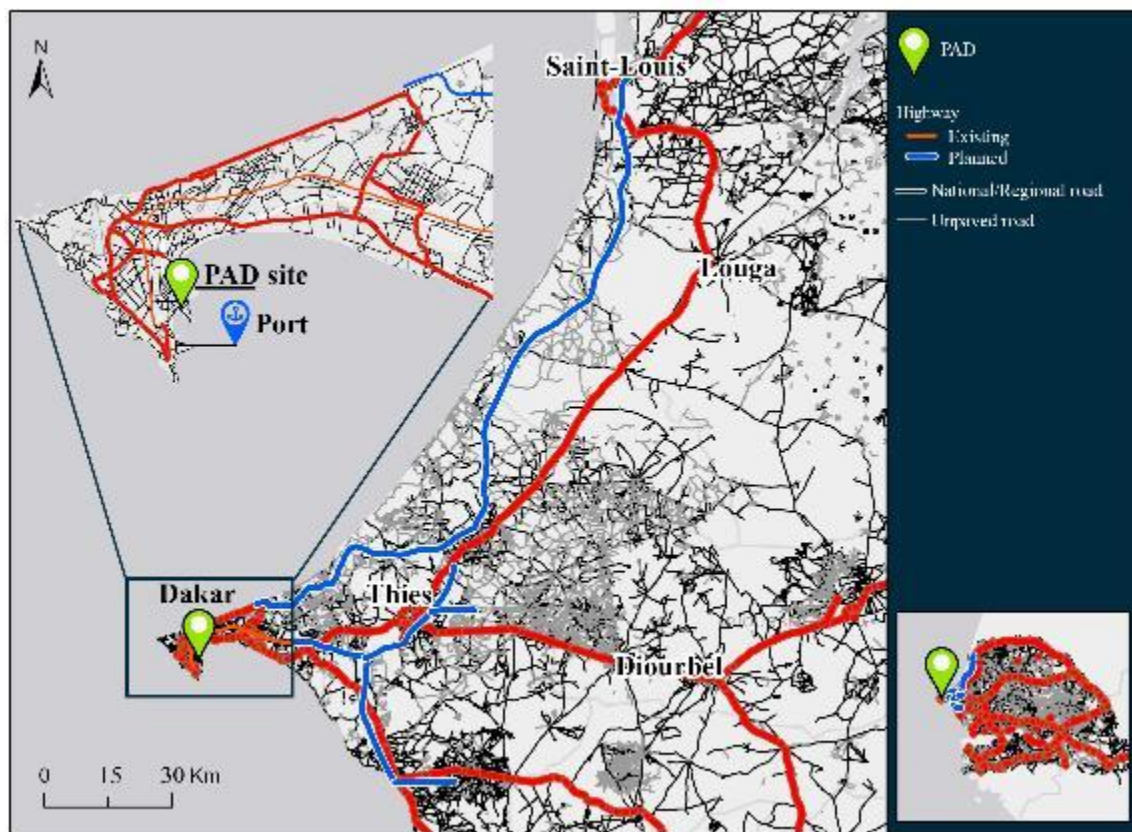 N
Saint-Louis
PAD
Highway
Existing
Planned
National/Regional road
Unpaved road
PAD site
Port
Louga
Dakar
Thies
Diourbel
0 15 30 Km